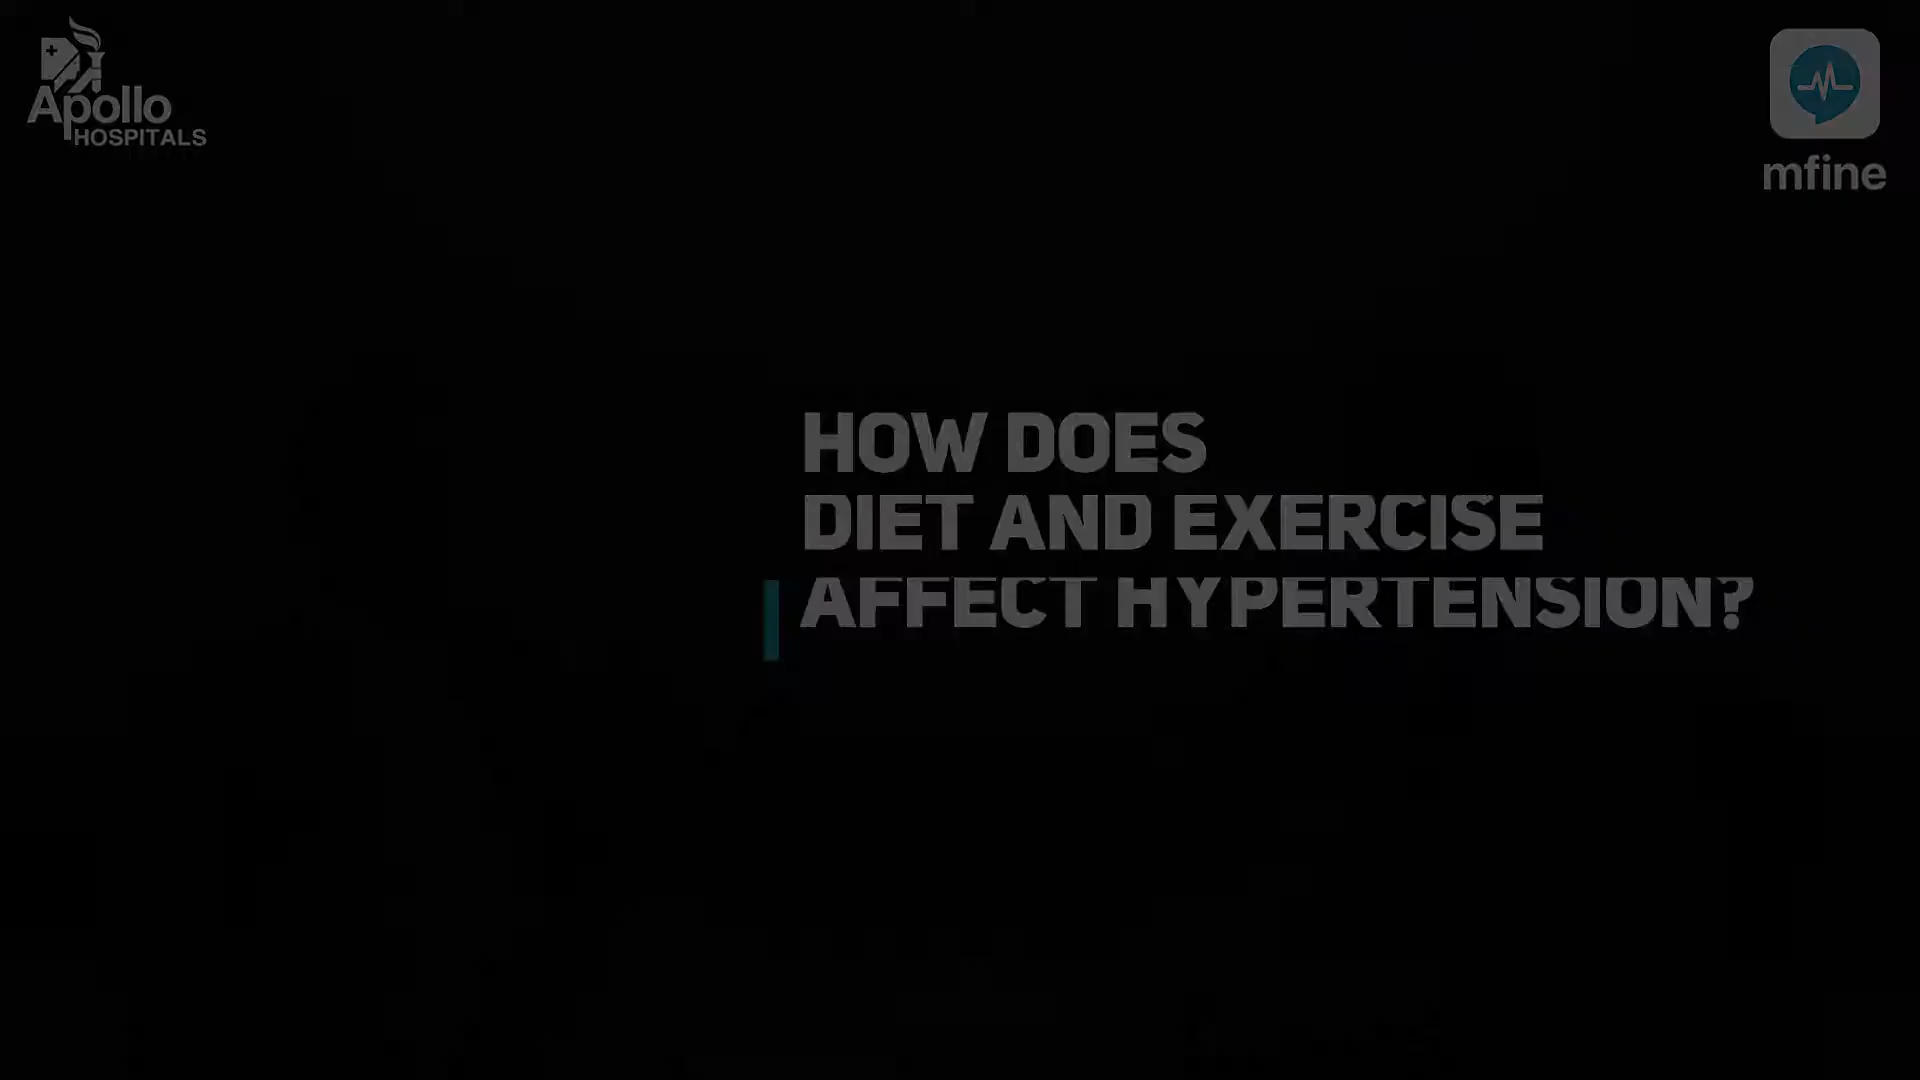 Apollo
HOSPITALS
mfine
HOW DOES
DIET AND EXERCISE
AFFECT HYPERTENSION?